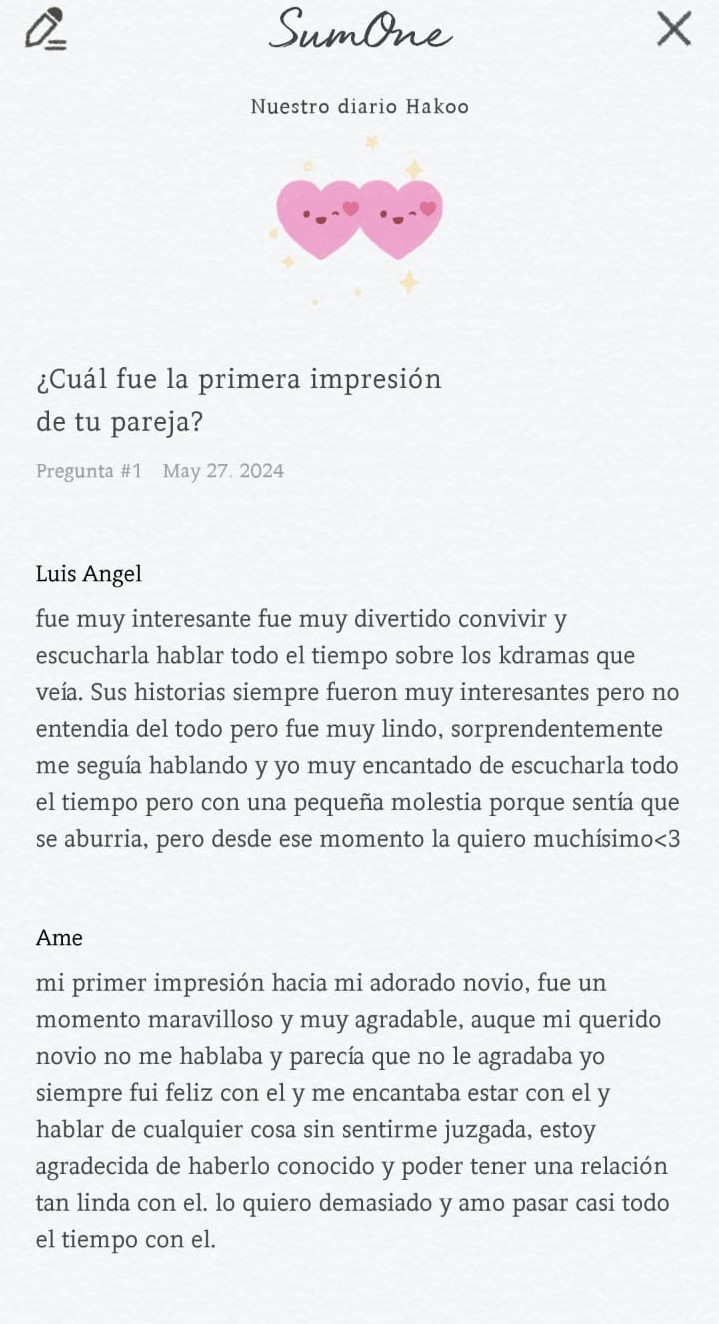 SumOne
Nuestro diario Hakoo
¿Cuál fue la primera impresión
de tu pareja?
Pregunta #1 May 27. 2024
Luis Angel
fue muy interesante fue muy divertido convivir y
escucharla hablar todo el tiempo sobre los kdramas que
veía. Sus historias siempre fueron muy interesantes pero no
entendia del todo pero fue muy lindo, sorprendentemente
me seguía hablando y yo muy encantado de escucharla todo
el tiempo pero con una pequeña molestia porque sentía que
se aburria, pero desde ese momento la quiero muchísimo<3
Ame
mi primer impresión hacia mi adorado novio, fue un
momento maravilloso y muy agradable, auque mi querido
novio no me hablaba y parecía que no le agradaba yo
siempre fui feliz con el y me encantaba estar con el y
hablar de cualquier cosa sin sentirme juzgada, estoy
agradecida de haberlo conocido y poder tener una relación
tan linda con el. lo quiero demasiado y amo pasar casi todo
el tiempo con el.